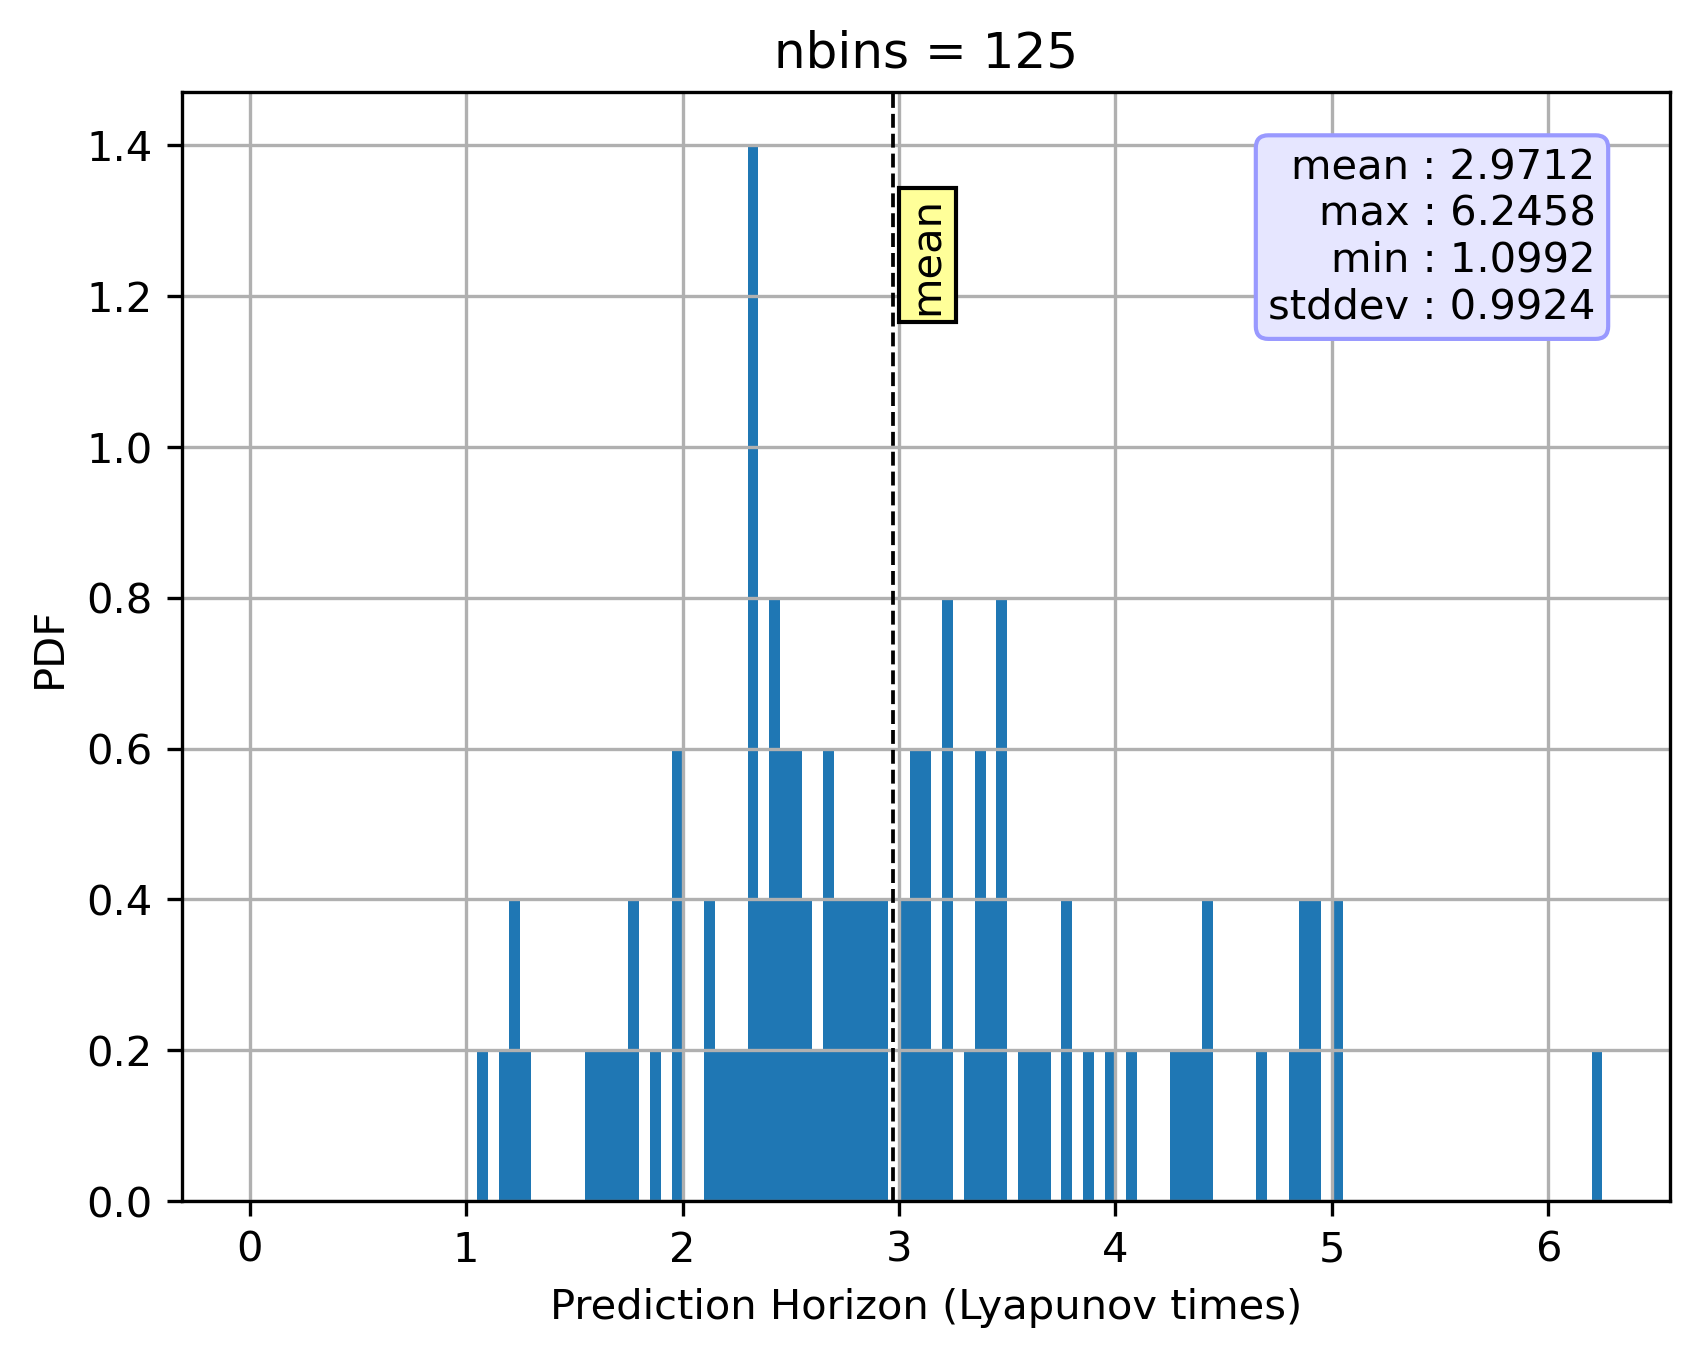 nbins = 125
mean : 2.9712
max : 6.2458
min : 1.0992
stddev : 0.9924
mean
PDF
1.4
1.2
1.0
0.8
0.6
0.4
0.2
0.0
0 1 2 3 4 5 6
Prediction Horizon (Lyapunov times)